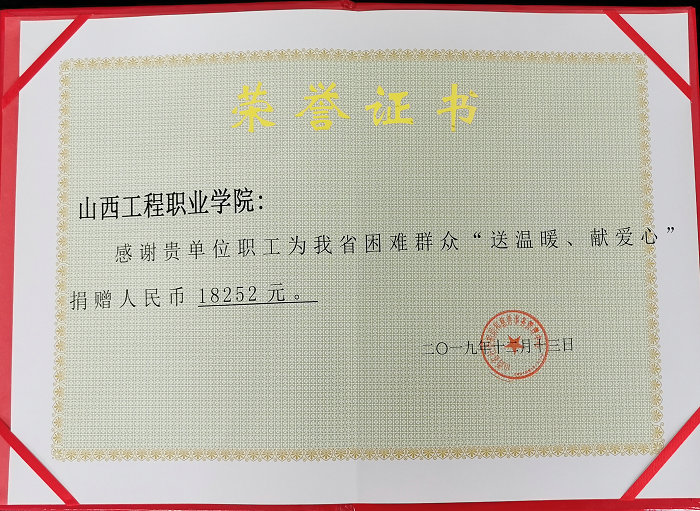 荣誉证书
山西工程职业学院：
感谢贵单位职工为我省困难群众“送温暖、献爱心”
捐赠人民币 18252 元。
二〇一九年十二月十三日